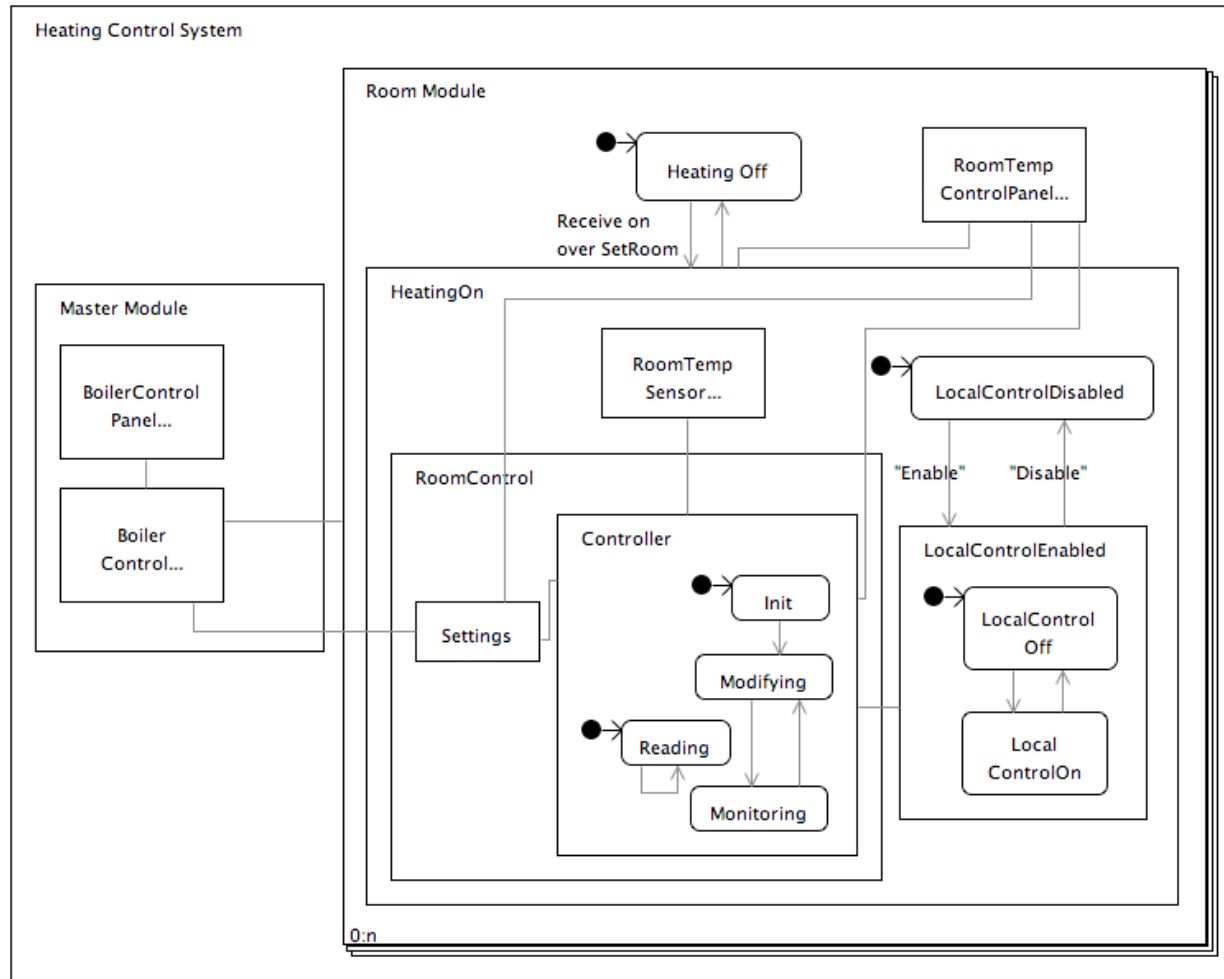 Heating Control System
Room Module
Heating Off
RoomTemp
ControlPanel...
Receive on
over SetRoom
HeatingOn
Master Module
BoilerControl
Panel...
Boiler
Control...
RoomTemp
Sensor...
LocalControlDisabled
"Enable"
"Disable"
RoomControl
Controller
LocalControlEnabled
Init
Settings
LocalControl
Off
Modifying
Reading
Local
ControlOn
Monitoring
0:n